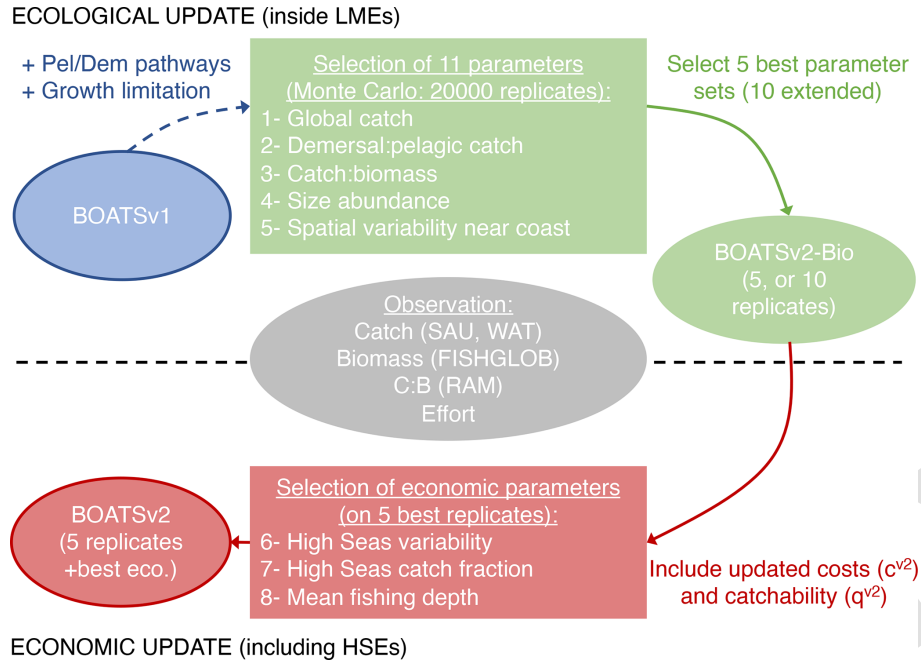 ECOLOGICAL UPDATE (inside LMEs)
+ Pel/Dem pathways
+ Growth limitation
BOATSv1
Selection of 11 parameters
(Monte Carlo: 20000 replicates):
1- Global catch
2- Demersal:pelagic catch
3- Catch:biomass
4- Size abundance
5- Spatial variability near coast
Select 5 best parameter
sets (10 extended)
BOATSv2-Bio
(5, or 10
replicates)
Observation:
Catch (SAU, WAT)
Biomass (FISHGLOB)
C:B (RAM)
Effort
BOATSv2
(5 replicates
+best eco.)
Selection of economic parameters
(on 5 best replicates):
6- High Seas variability
7- High Seas catch fraction
8- Mean fishing depth
Include updated costs (cᵛ²)
and catchability (qᵛ²)
ECONOMIC UPDATE (including HSEs)